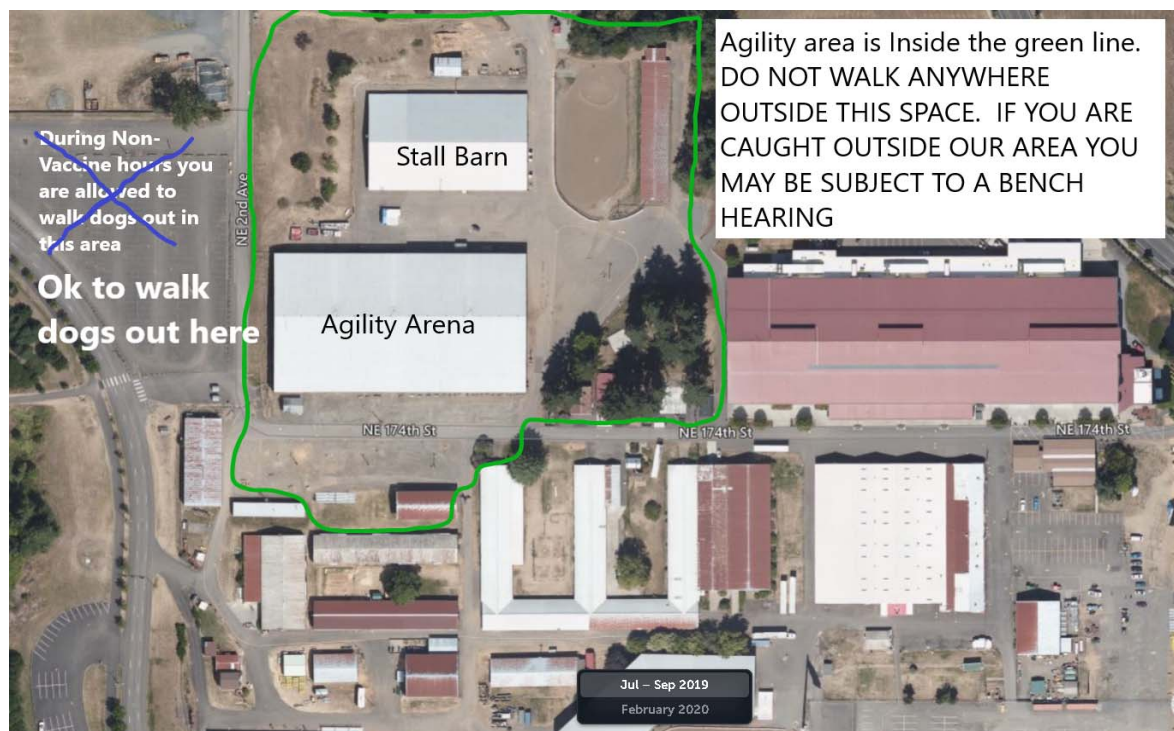 Agility area is Inside the green line.
DO NOT WALK ANYWHERE
OUTSIDE THIS SPACE.  IF YOU ARE
CAUGHT OUTSIDE OUR AREA YOU
MAY BE SUBJECT TO A BENCH
HEARING
During Non-
Vaccine hours you
are allowed to
walk dogs out in
this area
Ok to walk
dogs out here
NE 2nd Ave
Stall Barn
Agility Arena
NE 174th St
NE 174th St
NE 174th St
Jul – Sep 2019
February 2020